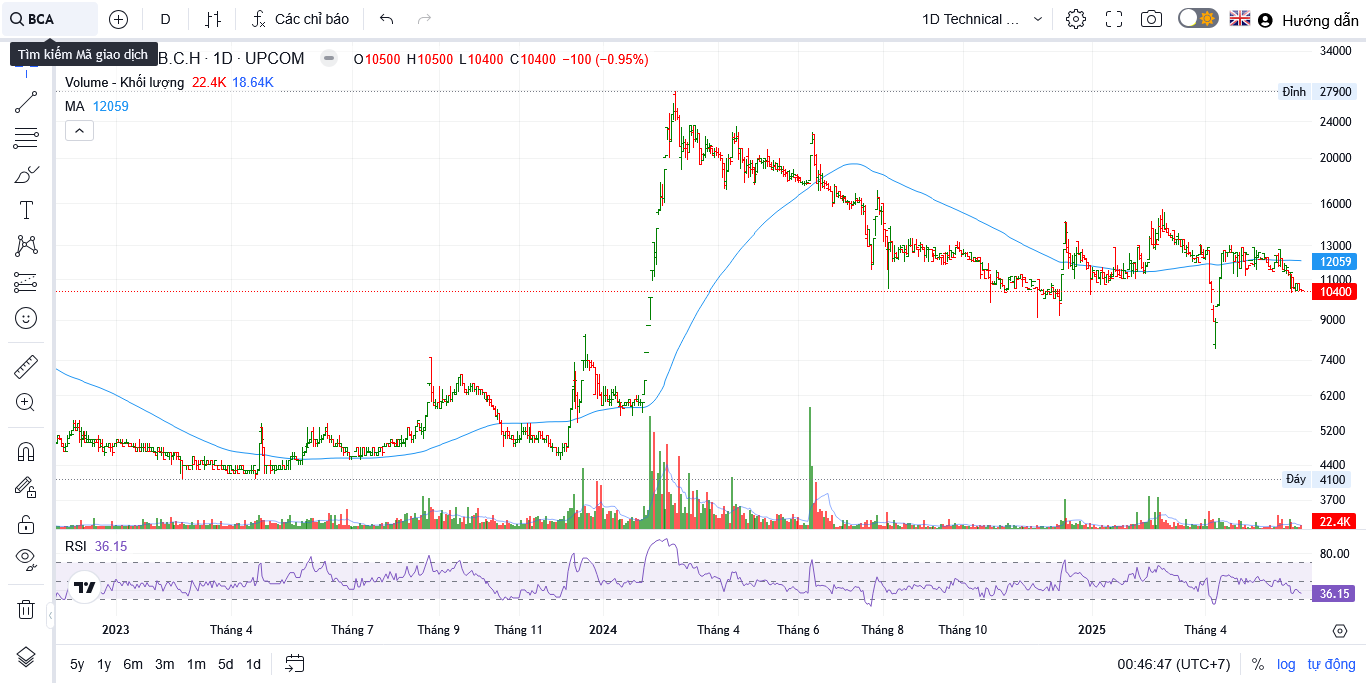 BCA
D
Các chỉ báo
1D Technical ...
Hướng dẫn
Tìm kiếm Mã giao dịch
B.C.H · 1D · UPCOM
O10500 H10500 L10400 C10400 −100 (−0.95%)
Volume - Khối lượng 22.4K 18.64K
MA 12059
34000
Đỉnh 27900
24000
20000
16000
13000
12059
11000
10400
9000
7400
6200
5200
4400
Đáy 4100
3700
22.4K
RSI 36.15
80.00
36.15
2023 Tháng 4 Tháng 7 Tháng 9 Tháng 11 2024 Tháng 4 Tháng 6 Tháng 8 Tháng 10 2025 Tháng 4
5y 1y 6m 3m 1m 5d 1d
00:46:47 (UTC+7) % log tự động